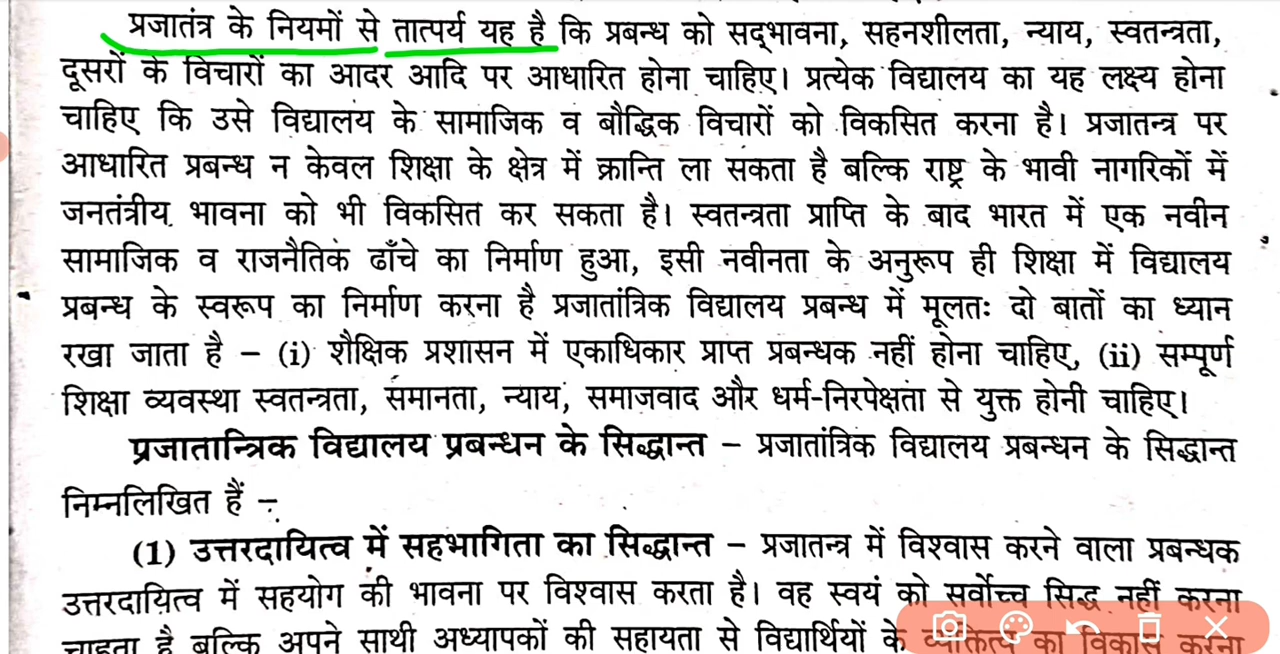 प्रजातंत्र के नियमों से तात्पर्य यह है कि प्रबन्ध को सद्‌भावना, सहनशीलता, न्याय, स्वतन्त्रता,
दूसरों के विचारों का आदर आदि पर आधारित होना चाहिए। प्रत्येक विद्यालय का यह लक्ष्य होना
चाहिए कि उसे विद्यालय के सामाजिक व बौद्धिक विचारों को विकसित करना है। प्रजातन्त्र पर
आधारित प्रबन्ध न केवल शिक्षा के क्षेत्र में क्रान्ति ला सकता है बल्कि राष्ट्र के भावी नागरिकों में
जनतंत्रीय भावना को भी विकसित कर सकता है। स्वतन्त्रता प्राप्ति के बाद भारत में एक नवीन
सामाजिक व राजनैतिक ढाँचे का निर्माण हुआ, इसी नवीनता के अनुरूप ही शिक्षा में विद्यालय
प्रबन्ध के स्वरूप का निर्माण करना है प्रजातांत्रिक विद्यालय प्रबन्ध में मूलतः दो बातों का ध्यान
रखा जाता है – (i) शैक्षिक प्रशासन में एकाधिकार प्राप्त प्रबन्धक नहीं होना चाहिए, (ii) सम्पूर्ण
शिक्षा व्यवस्था स्वतन्त्रता, समानता, न्याय, समाजवाद और धर्म-निरपेक्षता से युक्त होनी चाहिए।
प्रजातान्त्रिक विद्यालय प्रबन्धन के सिद्धान्त – प्रजातांत्रिक विद्यालय प्रबन्धन के सिद्धान्त
निम्नलिखित हैं –
(1) उत्तरदायित्व में सहभागिता का सिद्धान्त – प्रजातन्त्र में विश्वास करने वाला प्रबन्धक
उत्तरदायित्व में सहयोग की भावना पर विश्वास करता है। वह स्वयं को सर्वोच्च सिद्ध नहीं करना
चाहता है बल्कि अपने साथी अध्यापकों की सहायता से विद्यार्थियों के व्यक्तित्व का विकास करना